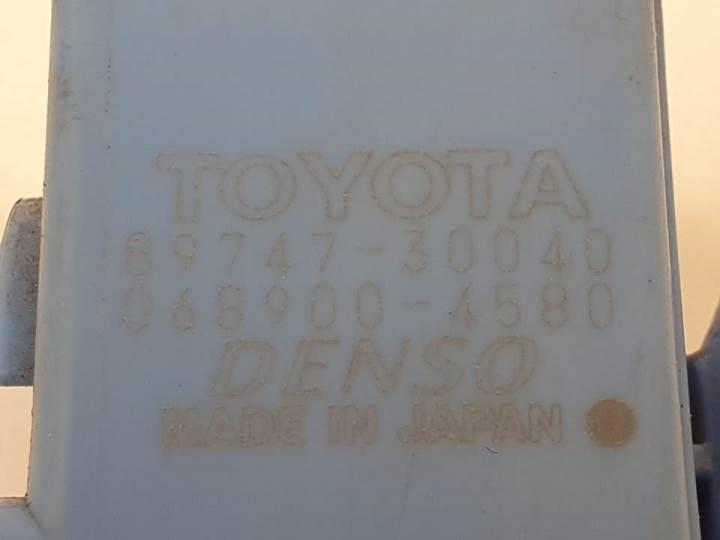 TOYOTA
89747-30040
068900-4580
DENSO
MADE IN JAPAN